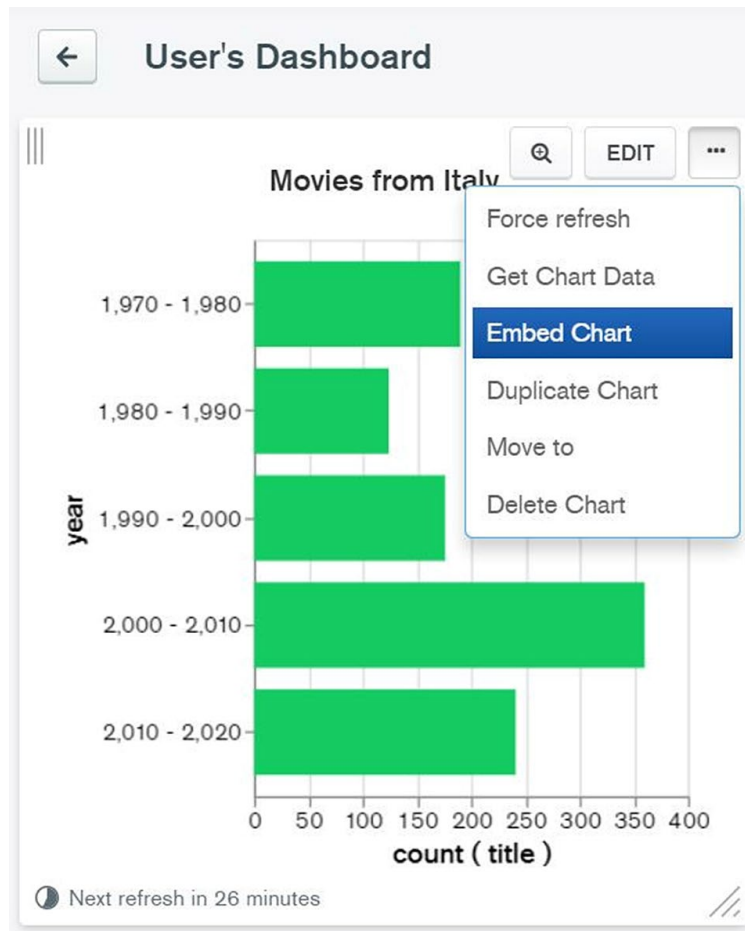 User's Dashboard
EDIT
Movies from Italy
Force refresh
Get Chart Data
Embed Chart
Duplicate Chart
Move to
Delete Chart
year
1,970 - 1,980
1,980 - 1,990
1,990 - 2,000
2,000 - 2,010
2,010 - 2,020
0 50 100 150 200 250 300 350 400
count ( title )
Next refresh in 26 minutes